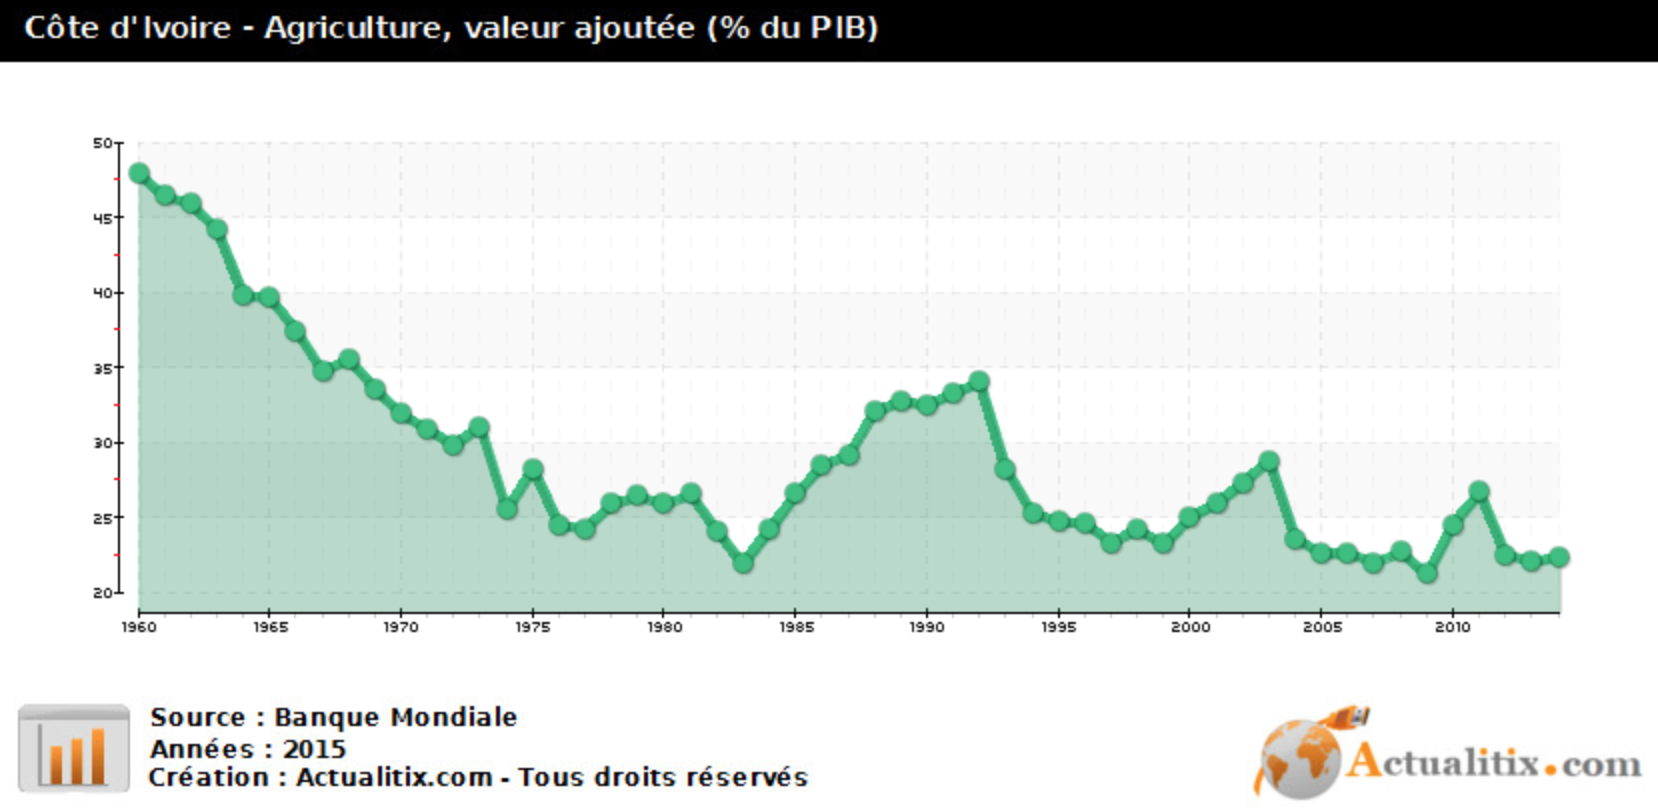 Côte d'Ivoire - Agriculture, valeur ajoutée (% du PIB)
50
45
40
35
30
25
20
1960 1965 1970 1975 1980 1985 1990 1995 2000 2005 2010
Source : Banque Mondiale
Années : 2015
Création : Actualitix.com - Tous droits réservés
Actualitix.com